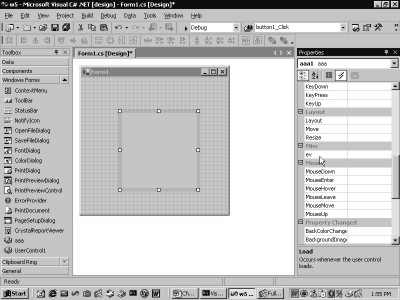 w5 - Microsoft Visual C# .NET [design] - Form1.cs [Design]*
File Edit View Project Build Debug Data Tools Window Help
Debug
button1_Click
Toolbox
Form1.cs [Design]*
Properties
Data
Components
Windows Forms
ContextMenu
ToolBar
StatusBar
NotifyIcon
OpenFileDialog
SaveFileDialog
FontDialog
ColorDialog
PrintDialog
PrintPreviewDialog
PrintPreviewControl
ErrorProvider
PrintDocument
PageSetupDialog
CrystalReportViewer
aaa
UserControl1
Clipboard Ring
General
Form1
aaa1 aaa
KeyDown
KeyPress
KeyUp
Layout
Layout
Move
Resize
Misc
ev
Mouse
MouseDown
MouseEnter
MouseHover
MouseLeave
MouseMove
MouseUp
Property Changed
BackColorChange
BackgroundImag
Load
Occurs whenever the user control
loads.
Ready
Start
Ch
Vis
w5
Full
1:55 PM